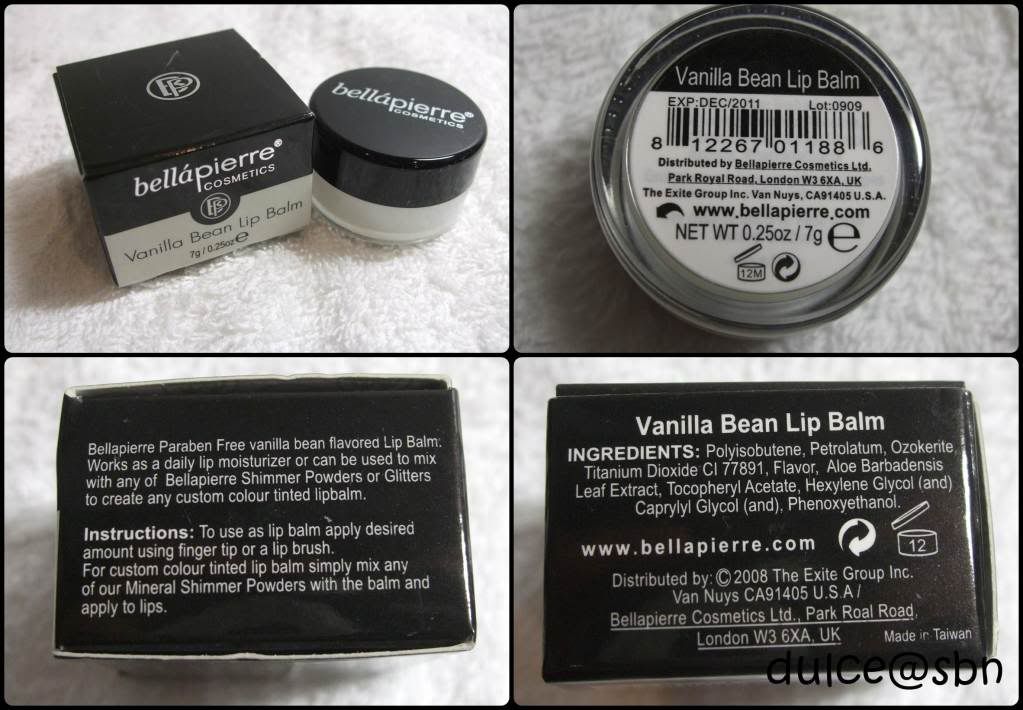 bellápierre®
COSMETICS
Vanilla Bean Lip Balm
7g / 0.25oz ℮
bellápierre®
COSMETICS
Vanilla Bean Lip Balm
EXP:DEC/2011 Lot:0909
8 12267 01188 6
Distributed by Bellapierre Cosmetics Ltd.
Park Royal Road, London W3 6XA, UK
The Exite Group Inc. Van Nuys, CA91405 U.S.A.
www.bellapierre.com
NET WT 0.25oz / 7g ℮
12M
Bellapierre Paraben Free vanilla bean flavored Lip Balm.
Works as a daily lip moisturizer or can be used to mix
with any of Bellapierre Shimmer Powders or Glitters
to create any custom colour tinted lipbalm.
Instructions: To use as lip balm apply desired
amount using finger tip or a lip brush.
For custom colour tinted lip balm simply mix any
of our Mineral Shimmer Powders with the balm and
apply to lips.
Vanilla Bean Lip Balm
INGREDIENTS: Polyisobutene, Petrolatum, Ozokerite,
Titanium Dioxide CI 77891, Flavor, Aloe Barbadensis
Leaf Extract, Tocopheryl Acetate, Hexylene Glycol (and)
Caprylyl Glycol (and), Phenoxyethanol.
www.bellapierre.com
12
Distributed by: © 2008 The Exite Group Inc.
Van Nuys CA91405 U.S.A /
Bellapierre Cosmetics Ltd., Park Roal Road,
London W3 6XA, UK
Made in Taiwan
dulce@sbn